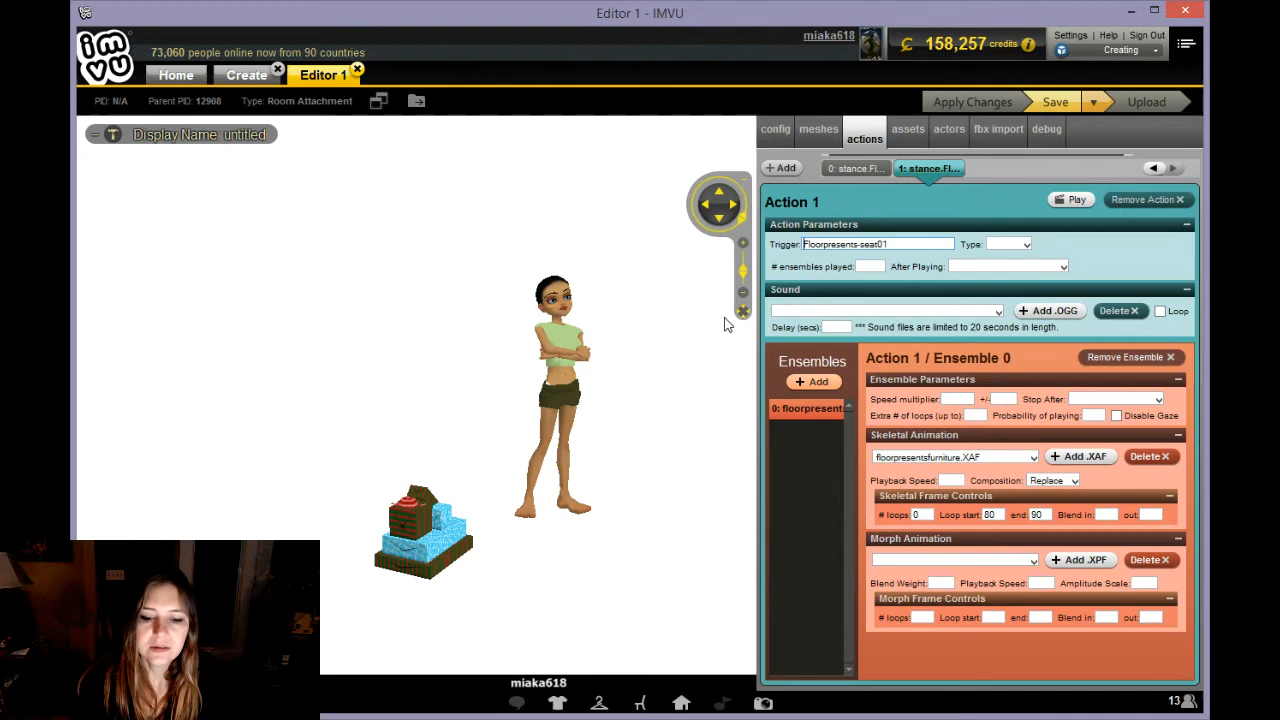 Editor 1 - IMVU
imvu
73,060 people online now from 90 countries
miaka618
158,257 credits
Settings | Help | Sign Out
Creating
Home
Create
Editor 1
PID: N/A
Parent PID: 12908
Type: Room Attachment
Apply Changes
Save
Upload
Display Name: untitled
config
meshes
actions
assets
actors
fbx import
debug
+ Add
0: stance.Fl...
1: stance.Fl...
Action 1
Play
Remove Action X
Action Parameters
Trigger: Floorpresents-seat01
Type:
# ensembles played:
After Playing:
Sound
+ Add .OGG
Delete X
Loop
Delay (secs):
*** Sound files are limited to 20 seconds in length.
Ensembles
+ Add
0: floorpresent
Action 1 / Ensemble 0
Remove Ensemble X
Ensemble Parameters
Speed multiplier:
+/-
Stop After:
Extra # of loops (up to):
Probability of playing:
Disable Gaze
Skeletal Animation
floorpresentsfurniture.XAF
+ Add .XAF
Delete X
Playback Speed:
Composition: Replace
Skeletal Frame Controls
# loops: 0
Loop start: 80
end: 90
Blend in:
out:
Morph Animation
+ Add .XPF
Delete X
Blend Weight:
Playback Speed:
Amplitude Scale:
Morph Frame Controls
# loops:
Loop start:
end:
Blend in:
out:
miaka618
13